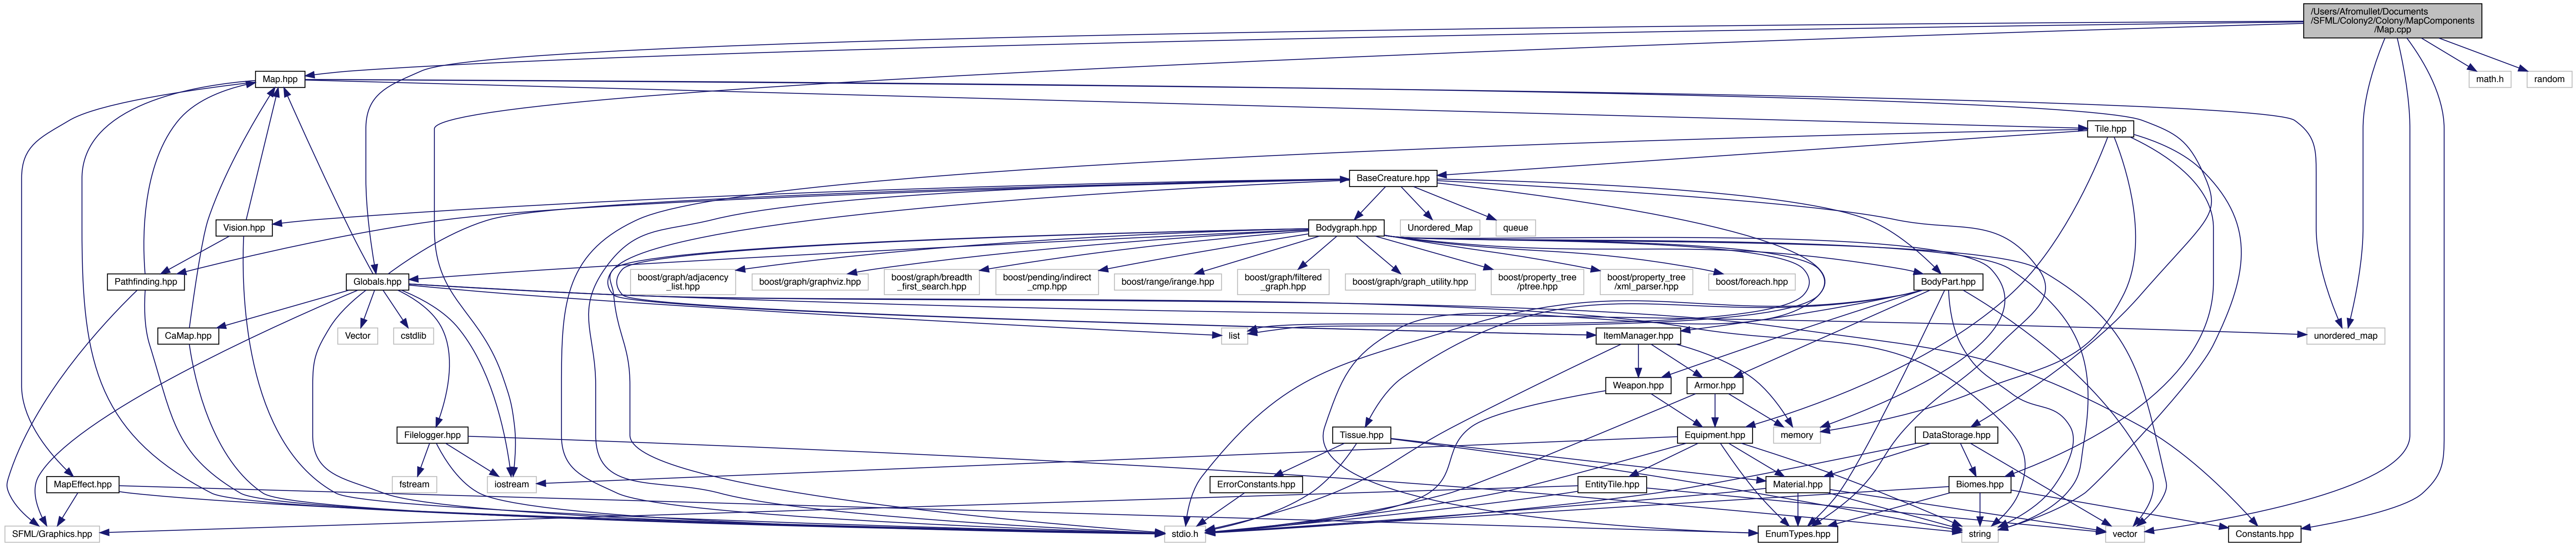 /Users/Afromullet/Documents
/SFML/Colony2/Colony/MapComponents
/Map.cpp
Map.hpp
math.h
random
Tile.hpp
BaseCreature.hpp
Vision.hpp
Bodygraph.hpp
Unordered_Map
queue
Pathfinding.hpp
Globals.hpp
boost/graph/adjacency
_list.hpp
boost/graph/graphviz.hpp
boost/graph/breadth
_first_search.hpp
boost/pending/indirect
_cmp.hpp
boost/range/irange.hpp
boost/graph/filtered
_graph.hpp
boost/graph/graph_utility.hpp
boost/property_tree
/ptree.hpp
boost/property_tree
/xml_parser.hpp
boost/foreach.hpp
BodyPart.hpp
CaMap.hpp
Vector
cstdlib
list
ItemManager.hpp
unordered_map
Weapon.hpp
Armor.hpp
Filelogger.hpp
Tissue.hpp
Equipment.hpp
memory
DataStorage.hpp
MapEffect.hpp
fstream
iostream
ErrorConstants.hpp
EntityTile.hpp
Material.hpp
Biomes.hpp
SFML/Graphics.hpp
stdio.h
EnumTypes.hpp
string
vector
Constants.hpp